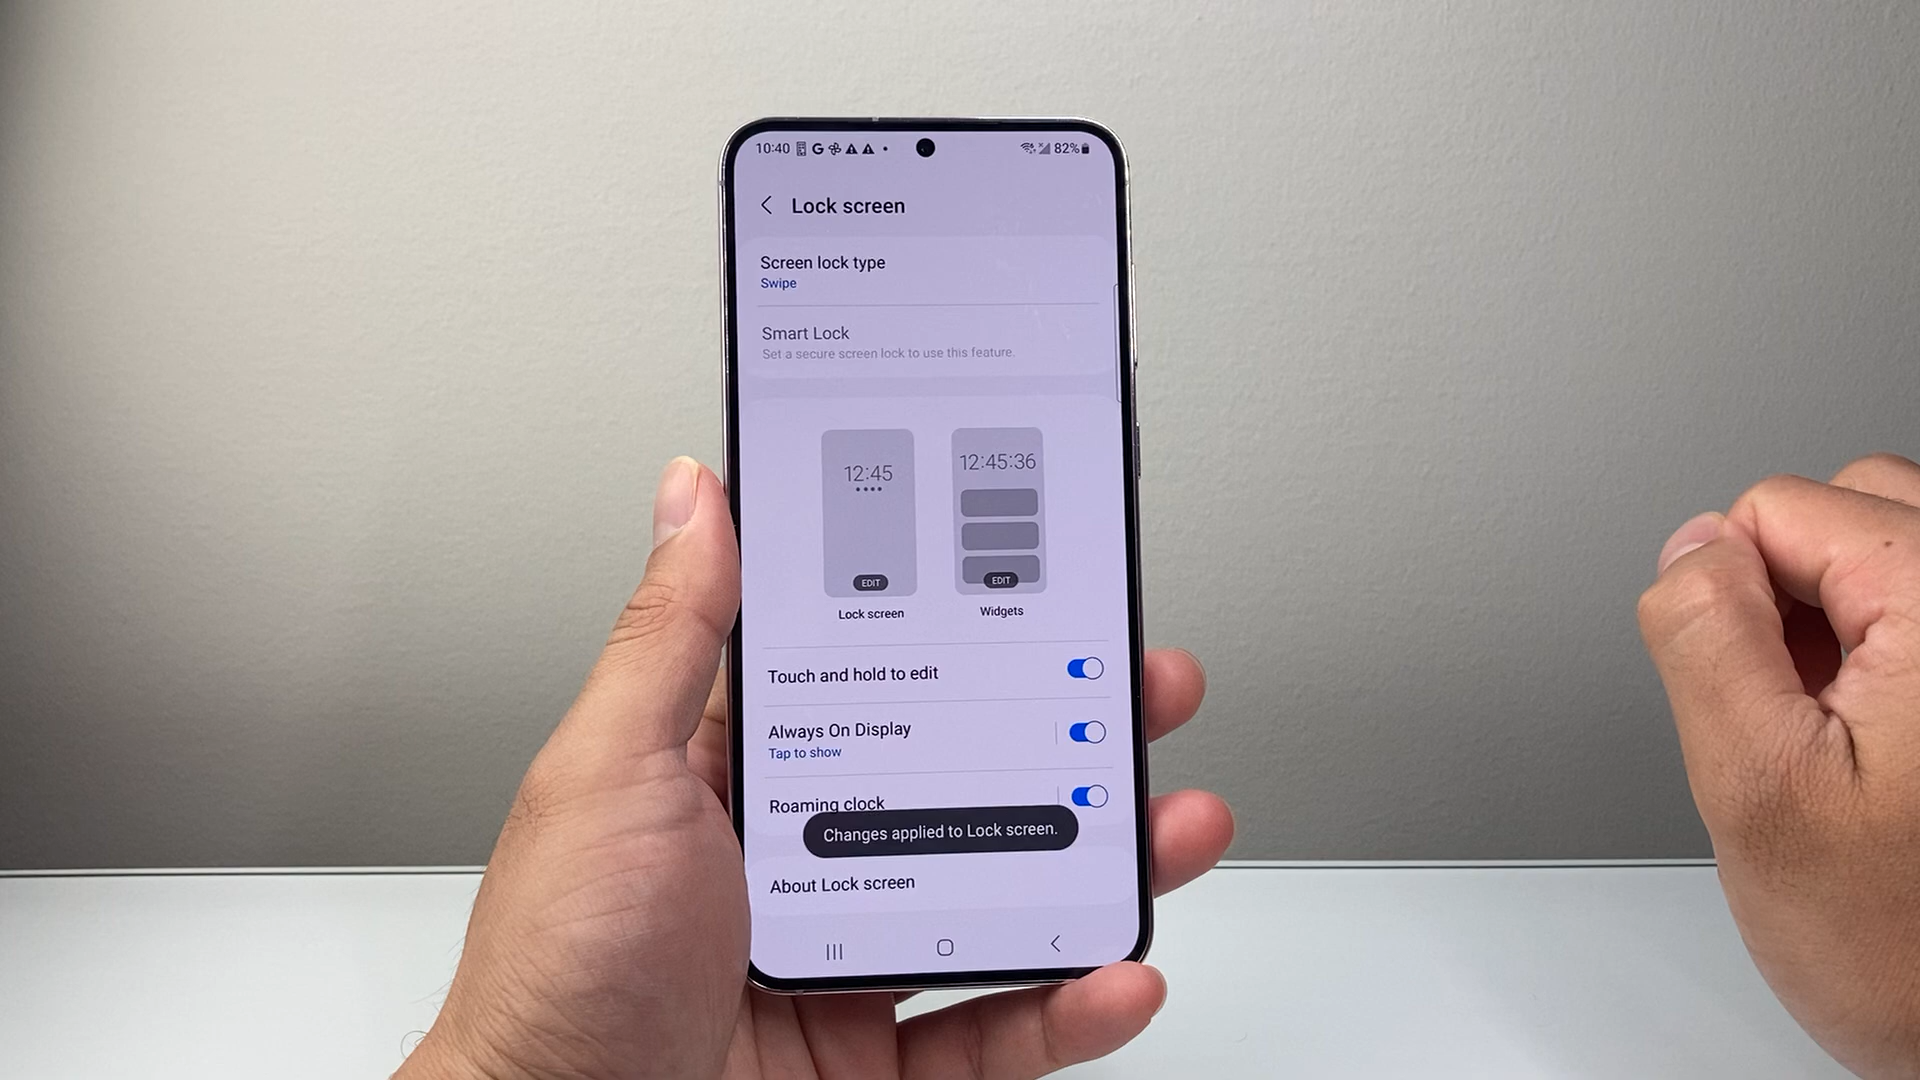 10:40 G 82%
Lock screen
Screen lock type
Swipe
Smart Lock
Set a secure screen lock to use this feature.
12:45
12:45:36
EDIT
EDIT
Lock screen
Widgets
Touch and hold to edit
Always On Display
Tap to show
Roaming clock
Changes applied to Lock screen.
About Lock screen